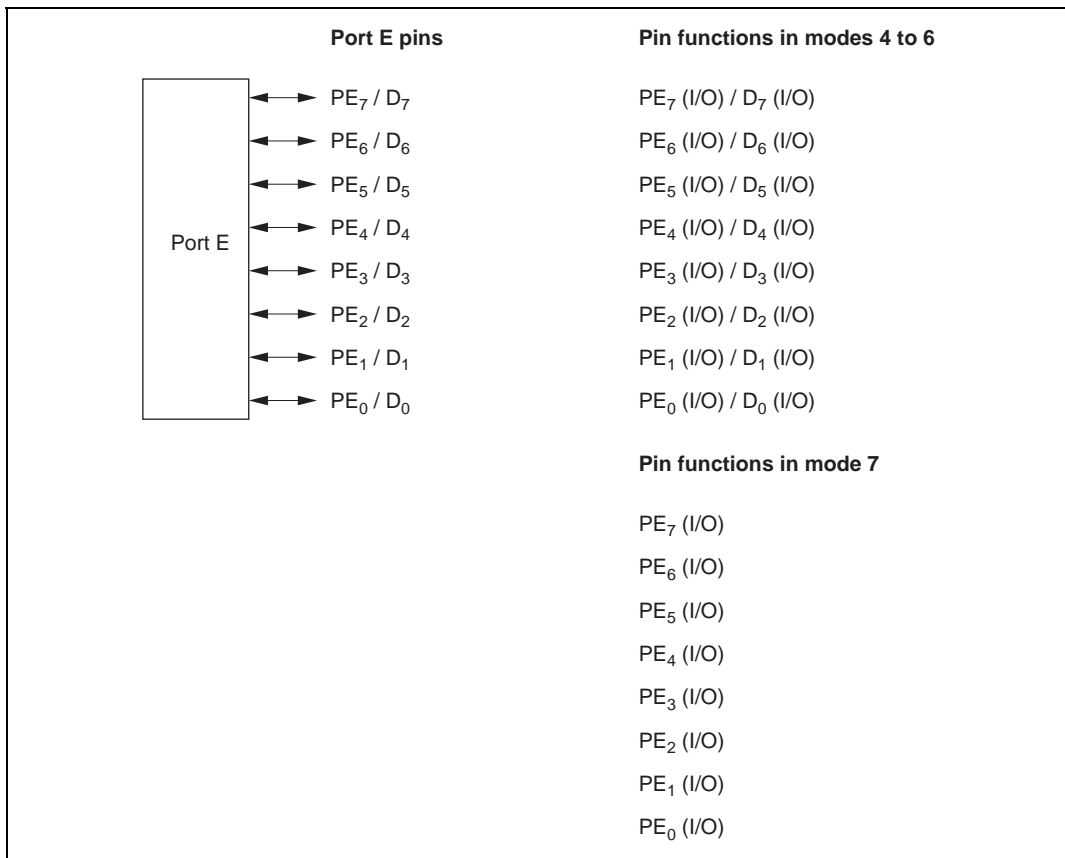 Port E pins Pin functions in modes 4 to 6
PE₇ / D₇ PE₇ (I/O) / D₇ (I/O)
PE₆ / D₆ PE₆ (I/O) / D₆ (I/O)
PE₅ / D₅ PE₅ (I/O) / D₅ (I/O)
PE₄ / D₄ PE₄ (I/O) / D₄ (I/O)
Port E
PE₃ / D₃ PE₃ (I/O) / D₃ (I/O)
PE₂ / D₂ PE₂ (I/O) / D₂ (I/O)
PE₁ / D₁ PE₁ (I/O) / D₁ (I/O)
PE₀ / D₀ PE₀ (I/O) / D₀ (I/O)
Pin functions in mode 7
PE₇ (I/O)
PE₆ (I/O)
PE₅ (I/O)
PE₄ (I/O)
PE₃ (I/O)
PE₂ (I/O)
PE₁ (I/O)
PE₀ (I/O)